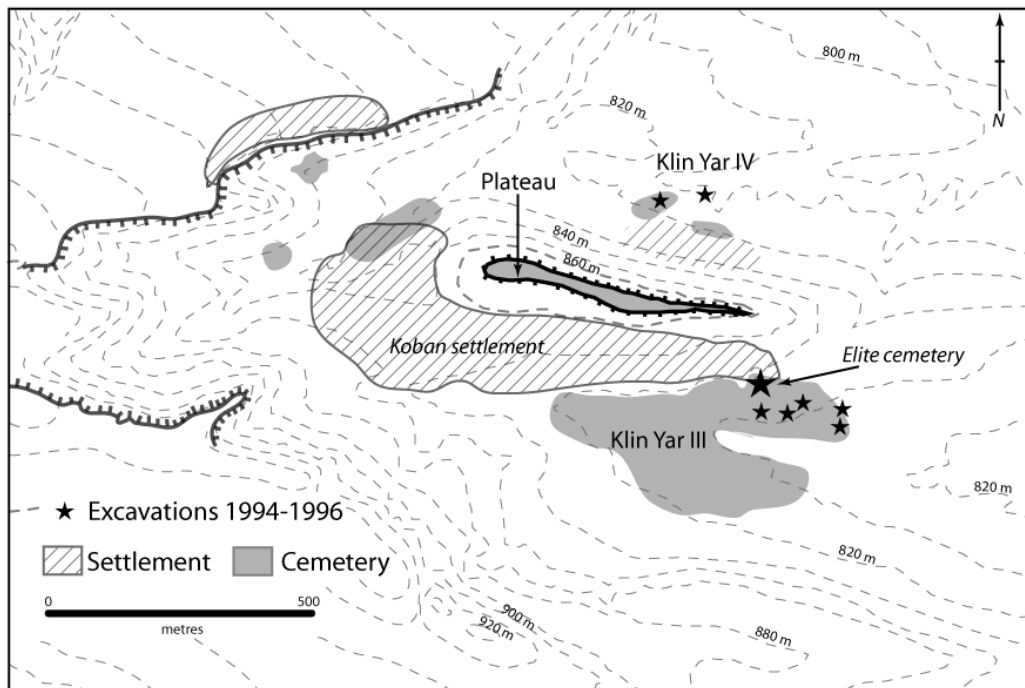 800 m
820 m
N
Klin Yar IV
Plateau
840 m
860 m
Koban settlement
Elite cemetery
Klin Yar III
820 m
Excavations 1994-1996
Settlement
Cemetery
820 m
0 500
metres
900 m
920 m
880 m